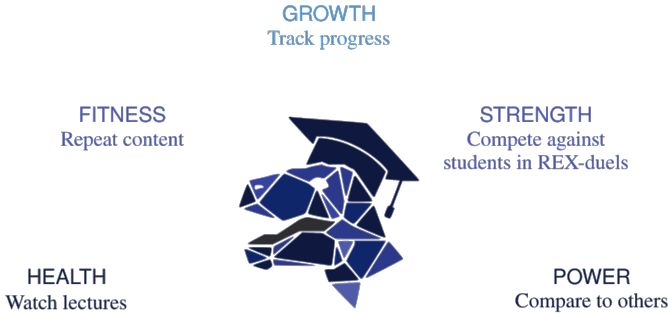 GROWTH
Track progress
FITNESS
Repeat content
STRENGTH
Compete against
students in REX-duels
HEALTH
Watch lectures
POWER
Compare to others